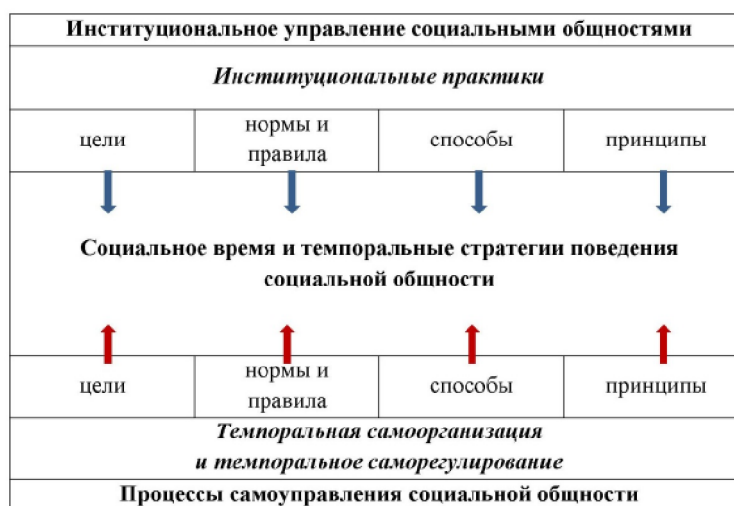 Институциональное управление социальными общностями
Институциональные практики
цели
нормы и
правила
способы
принципы
Социальное время и темпоральные стратегии поведения
социальной общности
цели
нормы и
правила
способы
принципы
Темпоральная самоорганизация
и темпоральное саморегулирование
Процессы самоуправления социальной общности